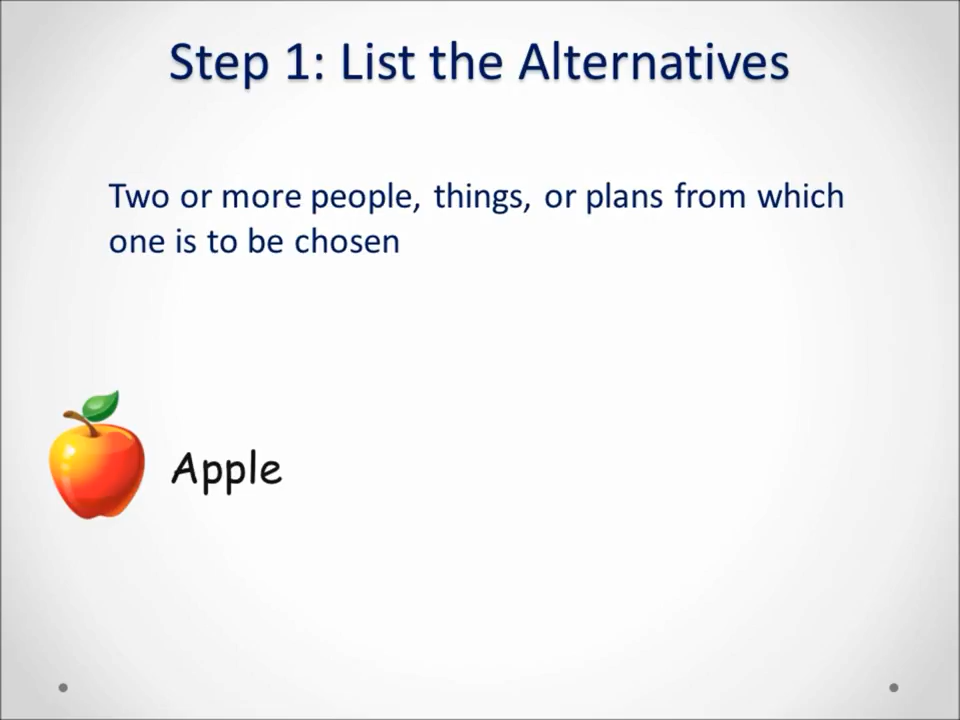 Step 1: List the Alternatives
Two or more people, things, or plans from which
one is to be chosen
Apple